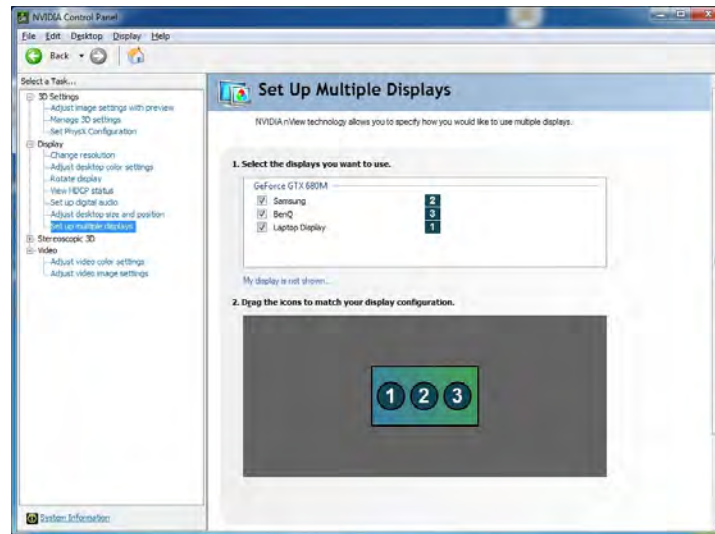 NVIDIA Control Panel
File Edit Desktop Display Help
Back
Select a Task...
3D Settings
Adjust image settings with preview
Manage 3D settings
Set PhysX Configuration
Display
Change resolution
Adjust desktop color settings
Rotate display
View HDCP status
Set up digital audio
Adjust desktop size and position
Set up multiple displays
Stereoscopic 3D
Video
Adjust video color settings
Adjust video image settings
System Information
Set Up Multiple Displays
NVIDIA nView technology allows you to specify how you would like to use multiple displays.
1. Select the displays you want to use.
GeForce GTX 680M
Samsung 2
BenQ 3
Laptop Display 1
My display is not shown...
2. Drag the icons to match your display configuration.
1 2 3